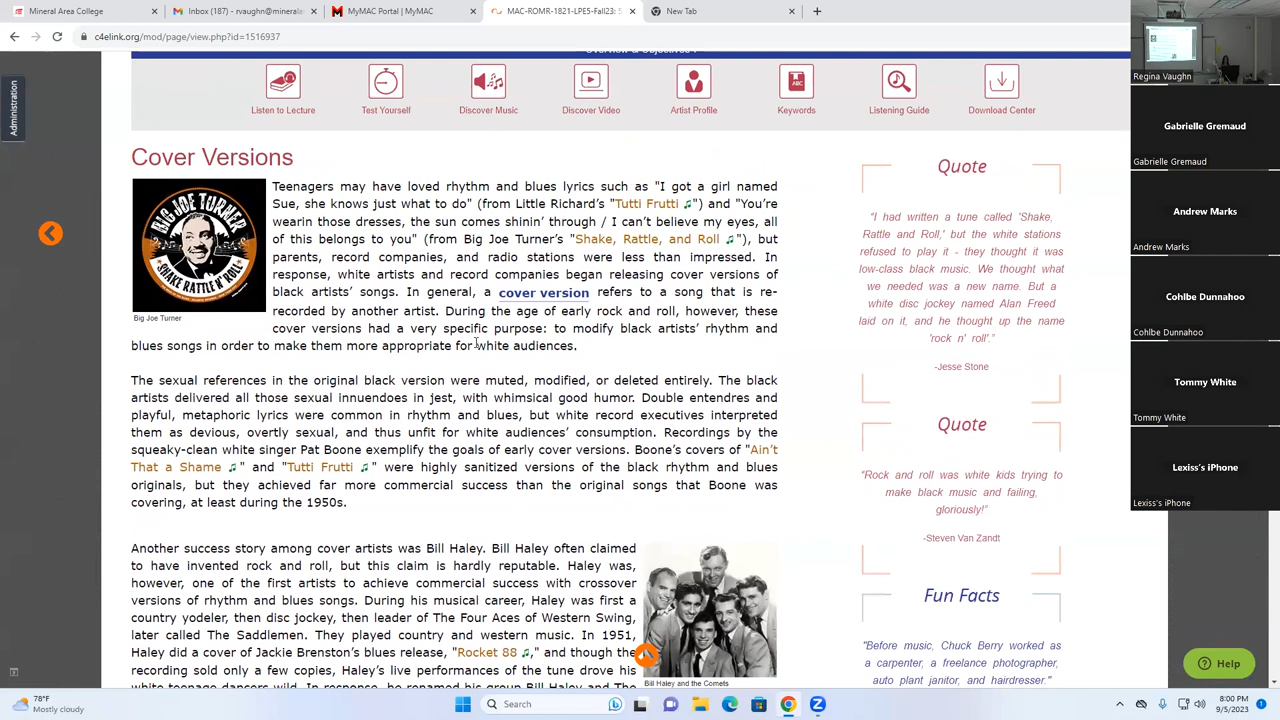 Mineral Area College
Inbox (187) - rvaughn@mineralar
MyMAC Portal | MyMAC
MAC-ROMR-1821-LPE5-Fall23: 5
New Tab
c4elink.org/mod/page/view.php?id=1516937
Administration
Overview & Objectives
Listen to Lecture
Test Yourself
Discover Music
Discover Video
Artist Profile
Keywords
Listening Guide
Download Center
Cover Versions
BIG JOE TURNER
SHAKE RATTLE N' ROLL
Big Joe Turner
Teenagers may have loved rhythm and blues lyrics such as "I got a girl named
Sue, she knows just what to do" (from Little Richard's "Tutti Frutti ♫") and "You're
wearin those dresses, the sun comes shinin' through / I can't believe my eyes, all
of this belongs to you" (from Big Joe Turner's "Shake, Rattle, and Roll ♫"), but
parents, record companies, and radio stations were less than impressed. In
response, white artists and record companies began releasing cover versions of
black artists' songs. In general, a cover version refers to a song that is re-
recorded by another artist. During the age of early rock and roll, however, these
cover versions had a very specific purpose: to modify black artists' rhythm and
blues songs in order to make them more appropriate for white audiences.
The sexual references in the original black version were muted, modified, or deleted entirely. The black
artists delivered all those sexual innuendoes in jest, with whimsical good humor. Double entendres and
playful, metaphoric lyrics were common in rhythm and blues, but white record executives interpreted
them as devious, overtly sexual, and thus unfit for white audiences' consumption. Recordings by the
squeaky-clean white singer Pat Boone exemplify the goals of early cover versions. Boone's covers of "Ain't
That a Shame ♫" and "Tutti Frutti ♫" were highly sanitized versions of the black rhythm and blues
originals, but they achieved far more commercial success than the original songs that Boone was
covering, at least during the 1950s.
Another success story among cover artists was Bill Haley. Bill Haley often claimed
to have invented rock and roll, but this claim is hardly reputable. Haley was,
however, one of the first artists to achieve commercial success with crossover
versions of rhythm and blues songs. During his musical career, Haley was first a
country yodeler, then disc jockey, then leader of The Four Aces of Western Swing,
later called The Saddlemen. They played country and western music. In 1951,
Haley did a cover of Jackie Brenston's blues release, "Rocket 88 ♫," and though the
recording sold only a few copies, Haley's live performances of the tune drove his
white teenage dancers wild. In response, he renamed his band Bill Haley and The
Bill Haley and the Comets
Quote
"I had written a tune called 'Shake,
Rattle and Roll,' but the white stations
refused to play it - they thought it was
low-class black music. We thought what
we needed was a new name. But a
white disc jockey named Alan Freed
laid on it, and he thought up the name
'rock n' roll'."
-Jesse Stone
Quote
"Rock and roll was white kids trying to
make black music and failing,
gloriously!"
-Steven Van Zandt
Fun Facts
"Before music, Chuck Berry worked as
a carpenter, a freelance photographer,
auto plant janitor, and hairdresser."
Help
Regina Vaughn
Gabrielle Gremaud
Gabrielle Gremaud
Andrew Marks
Andrew Marks
Cohlbe Dunnahoo
Cohlbe Dunnahoo
Tommy White
Tommy White
Lexiss's iPhone
Lexiss's iPhone
78°F
Mostly cloudy
Search
8:00 PM
9/5/2023
1